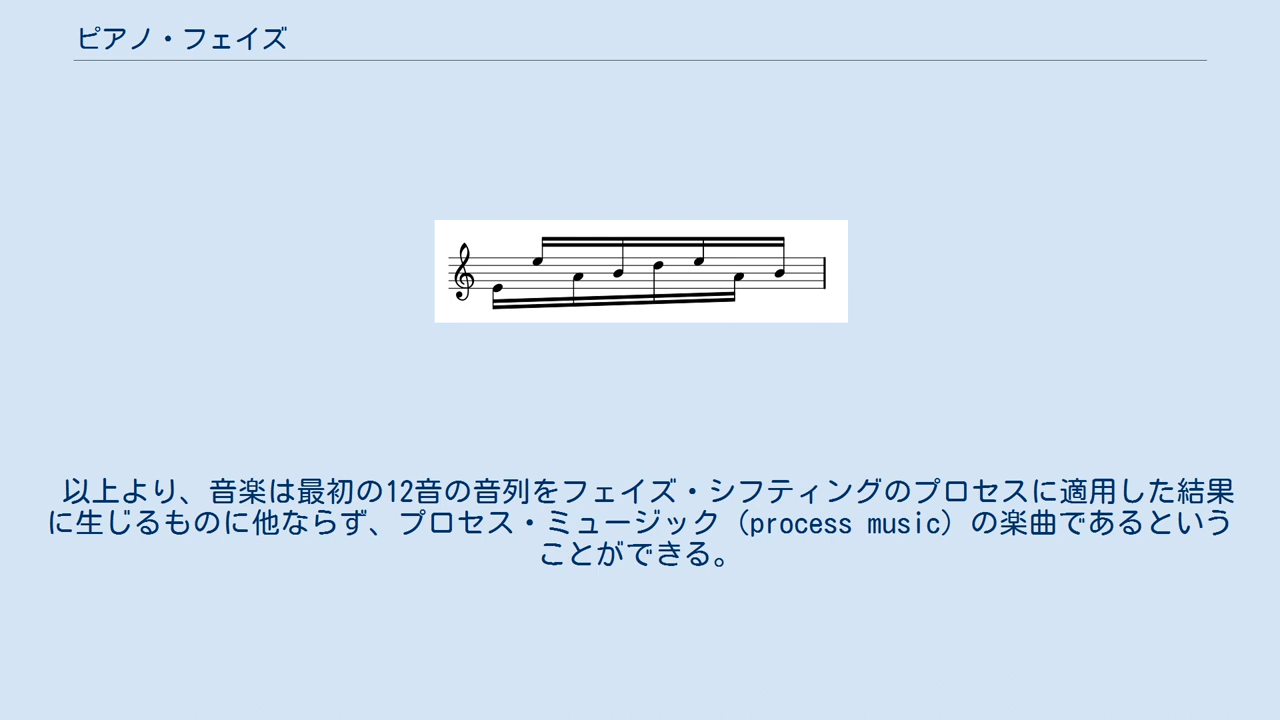 ピアノ・フェイズ
以上より、音楽は最初の12音の音列をフェイズ・シフティングのプロセスに適用した結果
に生じるものに他ならず、プロセス・ミュージック（process music）の楽曲であるという
ことができる。